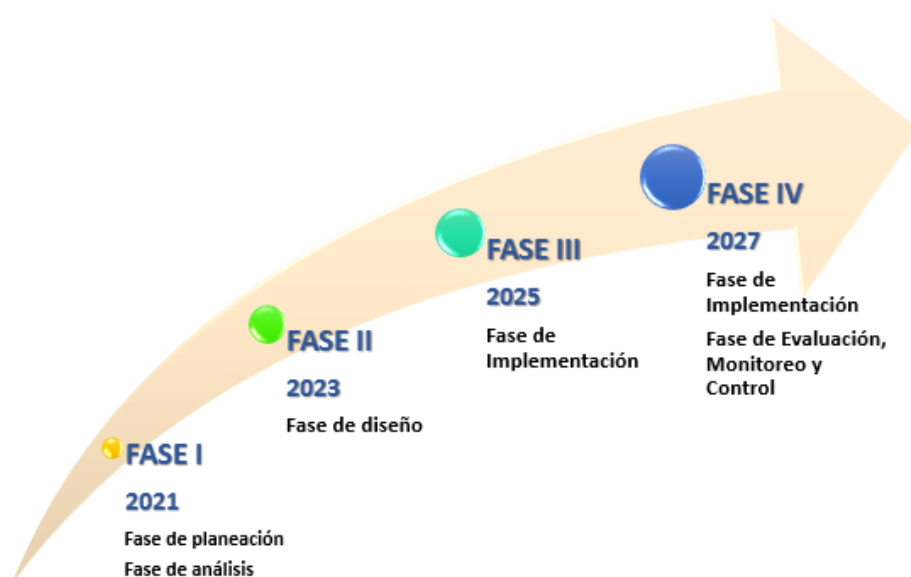 FASE I
2021
Fase de planeación
Fase de análisis
FASE II
2023
Fase de diseño
FASE III
2025
Fase de
Implementación
FASE IV
2027
Fase de
Implementación
Fase de Evaluación,
Monitoreo y
Control